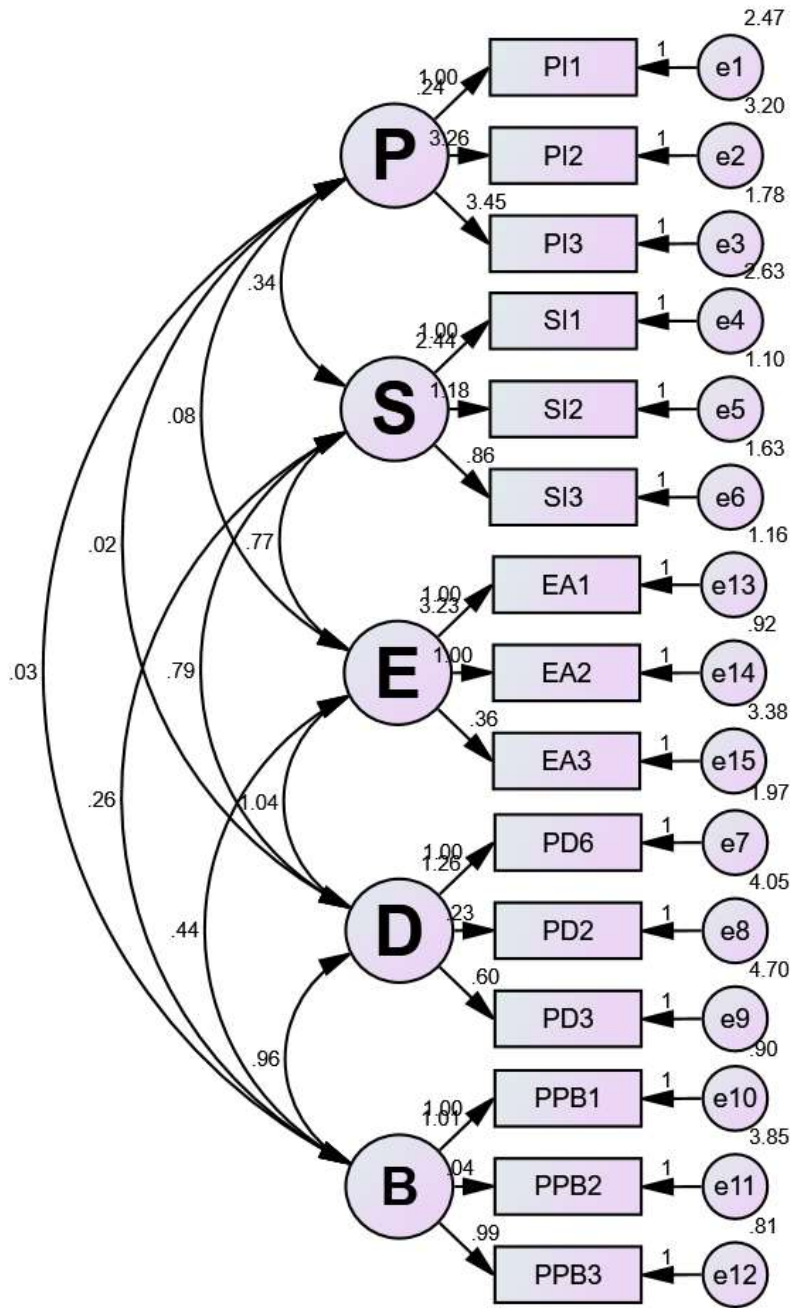 2.47
1.00
.24
PI1
1
e1
3.20
P
3.26
PI2
1
e2
1.78
3.45
PI3
1
e3
2.63
.34
1.00
2.44
SI1
1
e4
1.10
S
1.18
SI2
1
e5
1.63
.08
.86
SI3
1
e6
1.16
.02
.77
1.00
3.23
EA1
1
e13
.92
.03
.79
E
1.00
EA2
1
e14
3.38
.36
EA3
1
e15
1.97
.26
1.04
1.00
1.26
PD6
1
e7
4.05
.44
D
.23
PD2
1
e8
4.70
.60
PD3
1
e9
.90
.96
1.00
1.01
PPB1
1
e10
3.85
B
.04
PPB2
1
e11
.81
.99
PPB3
1
e12